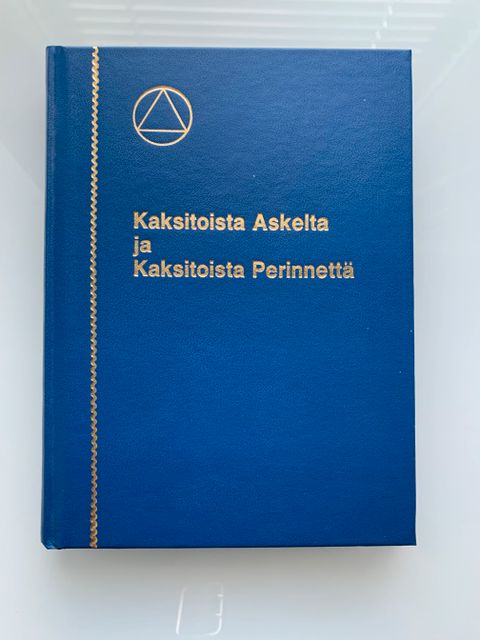 Kaksitoista Askelta
ja
Kaksitoista Perinnettä